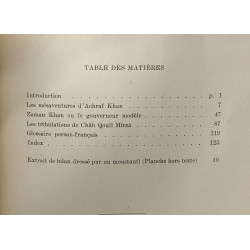 TABLE DES MATIÈRES
Introduction . . . . . . . . . . p. 1
Les mésaventures d'Achraf Khan . . . . . 7
Zaman Khan ou le gouverneur modèle . . . . 47
Les tribulations de Châh Qouli Mirzâ . . . . 87
Glossaire persan-français . . . . . . 119
Index . . . . . . . . . . . 125
Extrait de bilan dressé par un moustaufi (Planche hors texte) 10